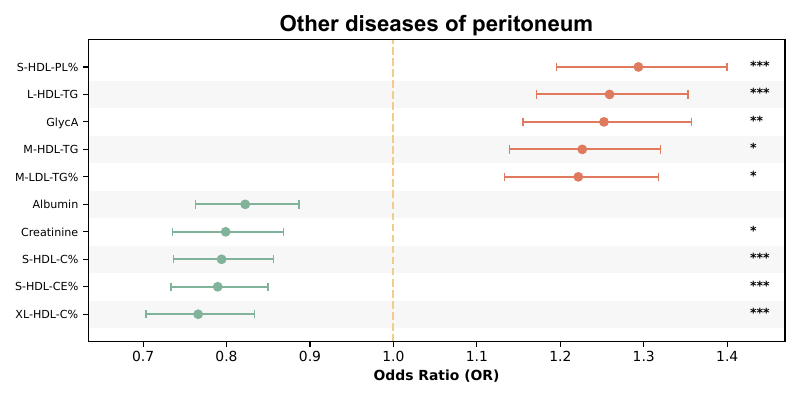 Other diseases of peritoneum
S-HDL-PL% ***
L-HDL-TG ***
GlycA **
M-HDL-TG *
M-LDL-TG% *
Albumin
Creatinine *
S-HDL-C% ***
S-HDL-CE% ***
XL-HDL-C% ***
0.7 0.8 0.9 1.0 1.1 1.2 1.3 1.4
Odds Ratio (OR)